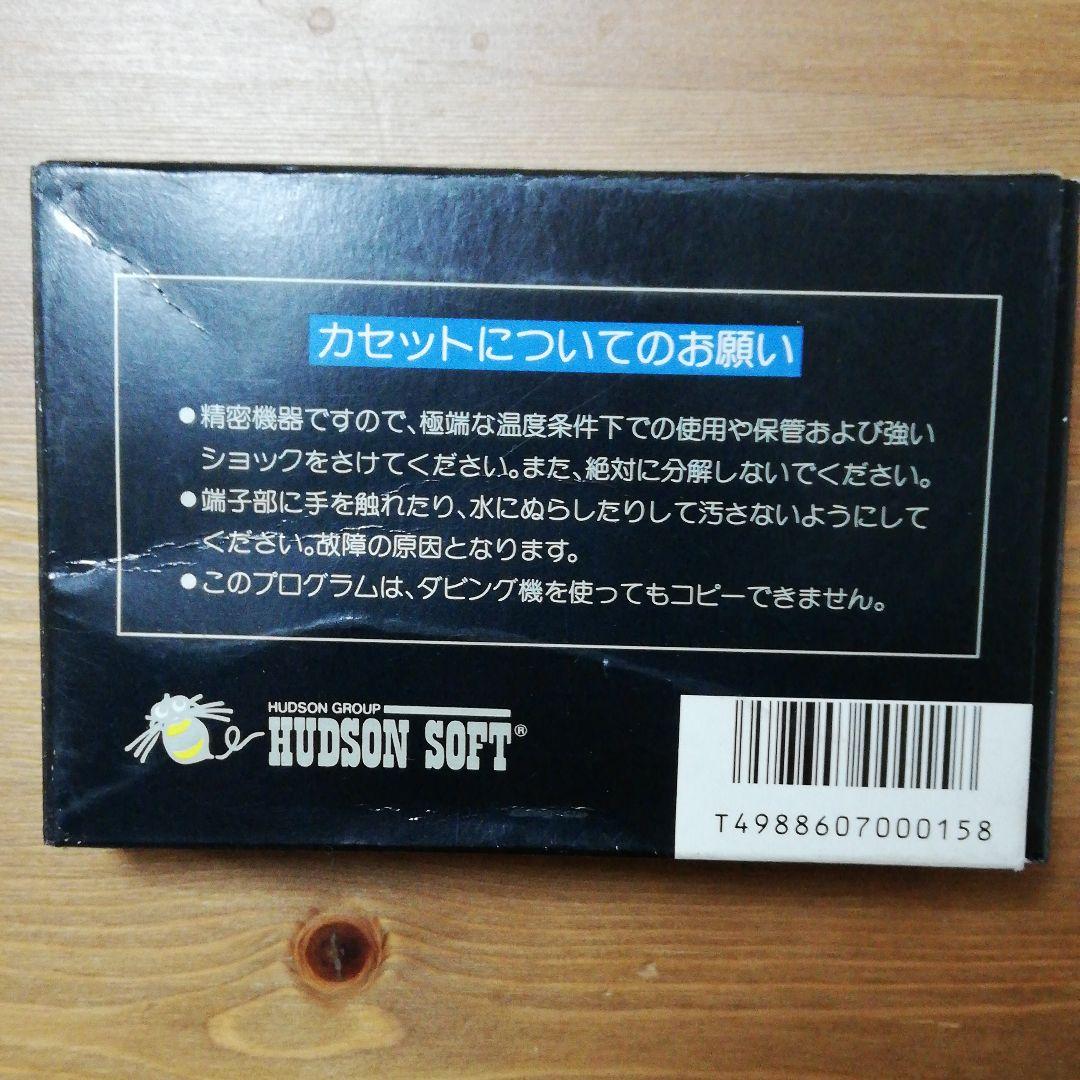 カセットについてのお願い
●精密機器ですので、極端な温度条件下での使用や保管および強い
ショックをさけてください。また、絶対に分解しないでください。
●端子部に手を触れたり、水にぬらしたりして汚さないようにして
ください。故障の原因となります。
●このプログラムは、ダビング機を使ってもコピーできません。
HUDSON GROUP
HUDSON SOFT®
T4988607000158